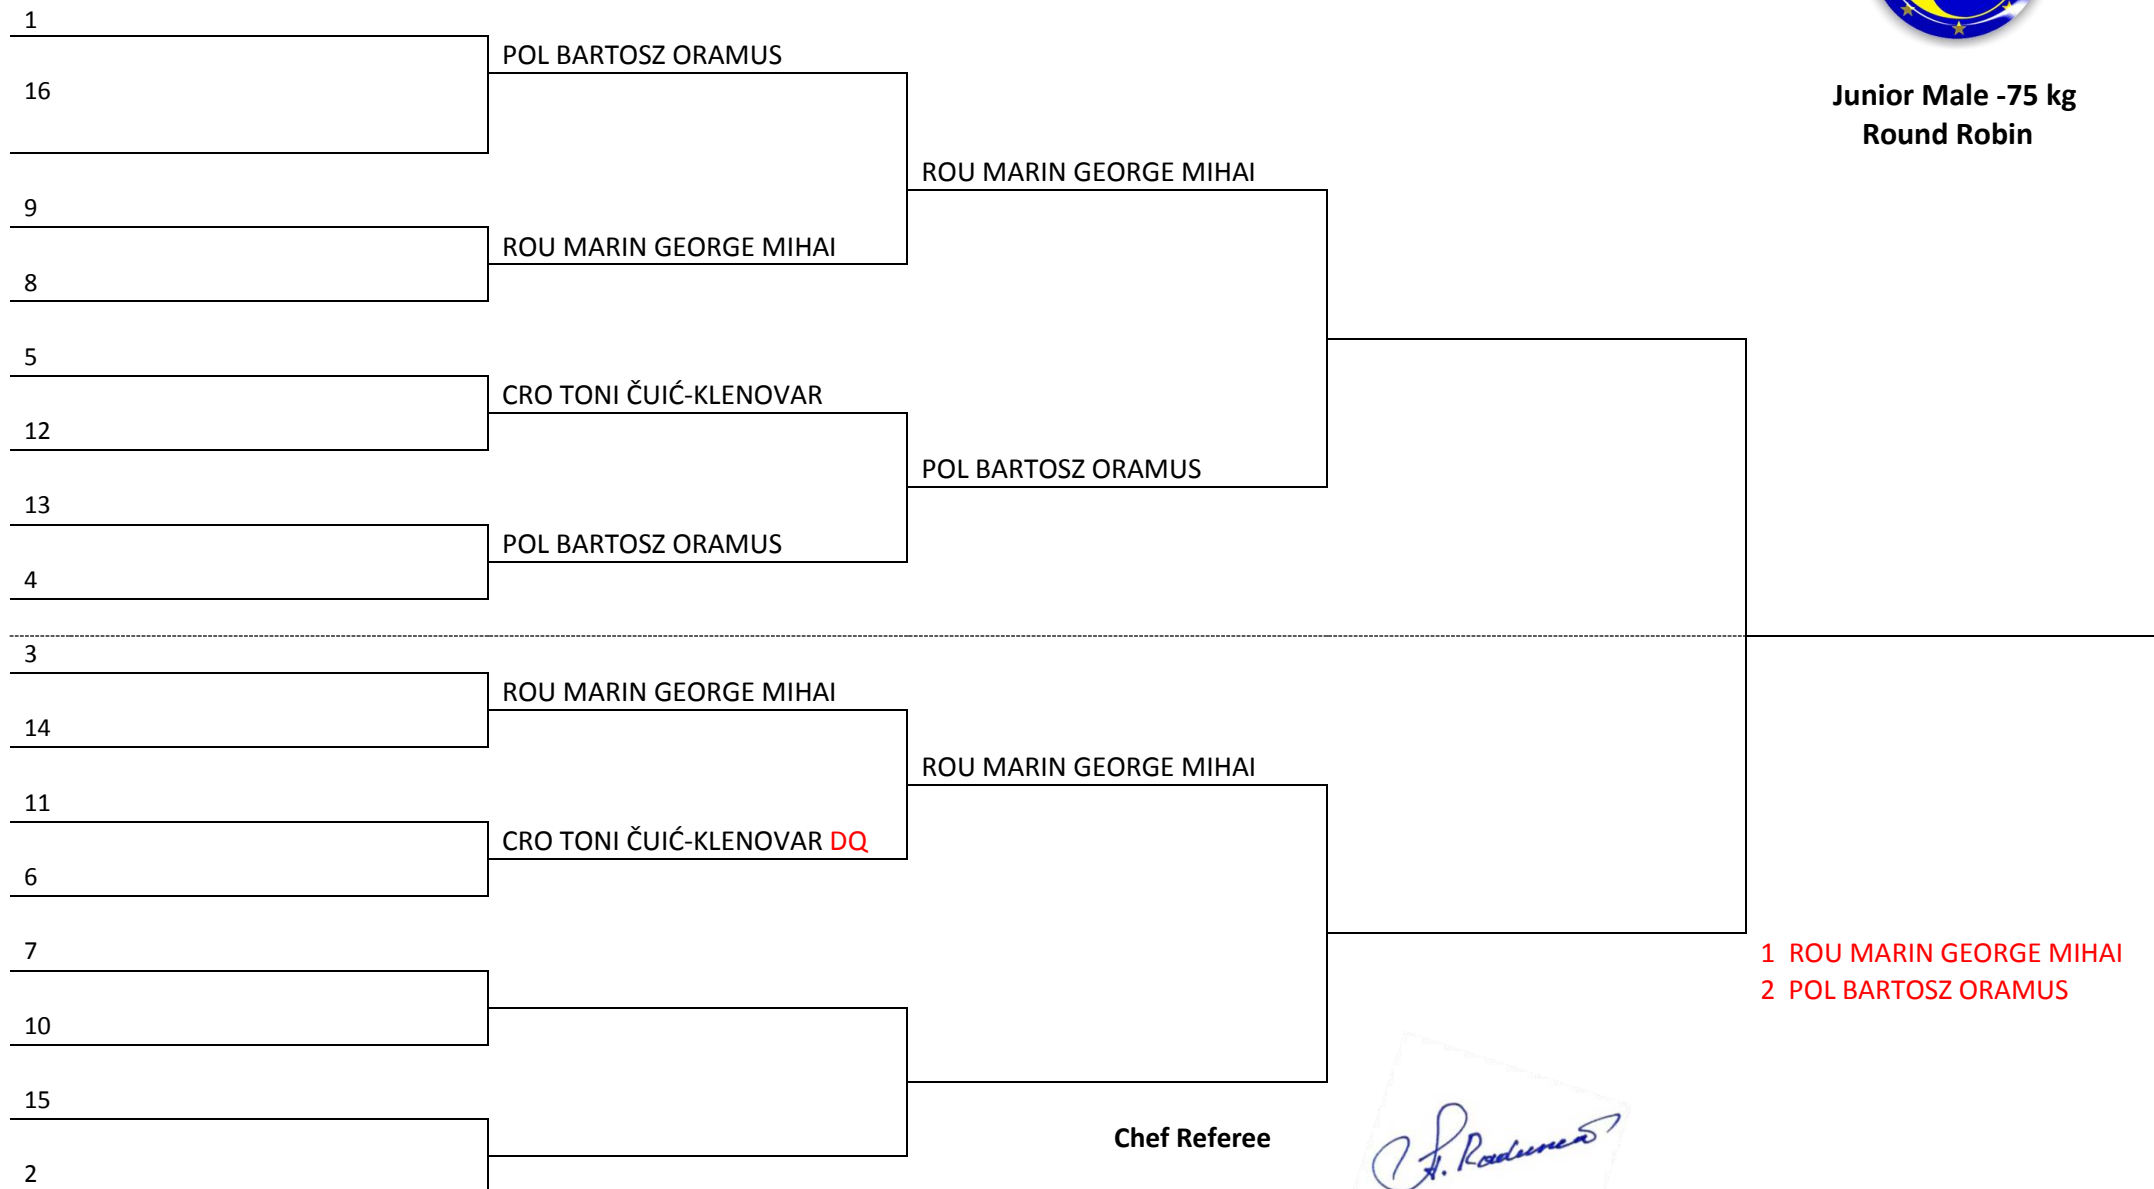 1
POL BARTOSZ ORAMUS
16
Junior Male -75 kg
Round Robin
ROU MARIN GEORGE MIHAI
9
ROU MARIN GEORGE MIHAI
8
5
CRO TONI ČUIĆ-KLENOVAR
12
POL BARTOSZ ORAMUS
13
POL BARTOSZ ORAMUS
4
3
ROU MARIN GEORGE MIHAI
14
ROU MARIN GEORGE MIHAI
11
CRO TONI ČUIĆ-KLENOVAR DQ
6
7
1 ROU MARIN GEORGE MIHAI
2 POL BARTOSZ ORAMUS
10
15
Chef Referee
2